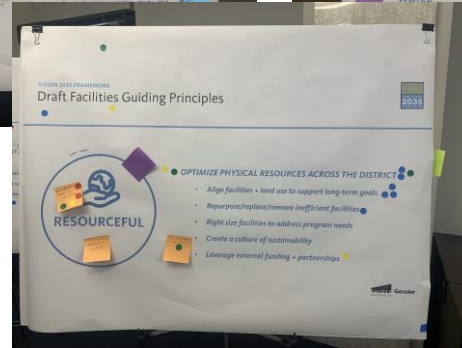 VISION 2035 FRAMEWORK
Draft Facilities Guiding Principles
2035
OPTIMIZE PHYSICAL RESOURCES ACROSS THE DISTRICT
Align facilities + land use to support long-term goals
Repurpose/replace/remove inefficient facilities
Right size facilities to address program needs
Create a culture of sustainability
Leverage external funding + partnerships
RESOURCEFUL
Gensler